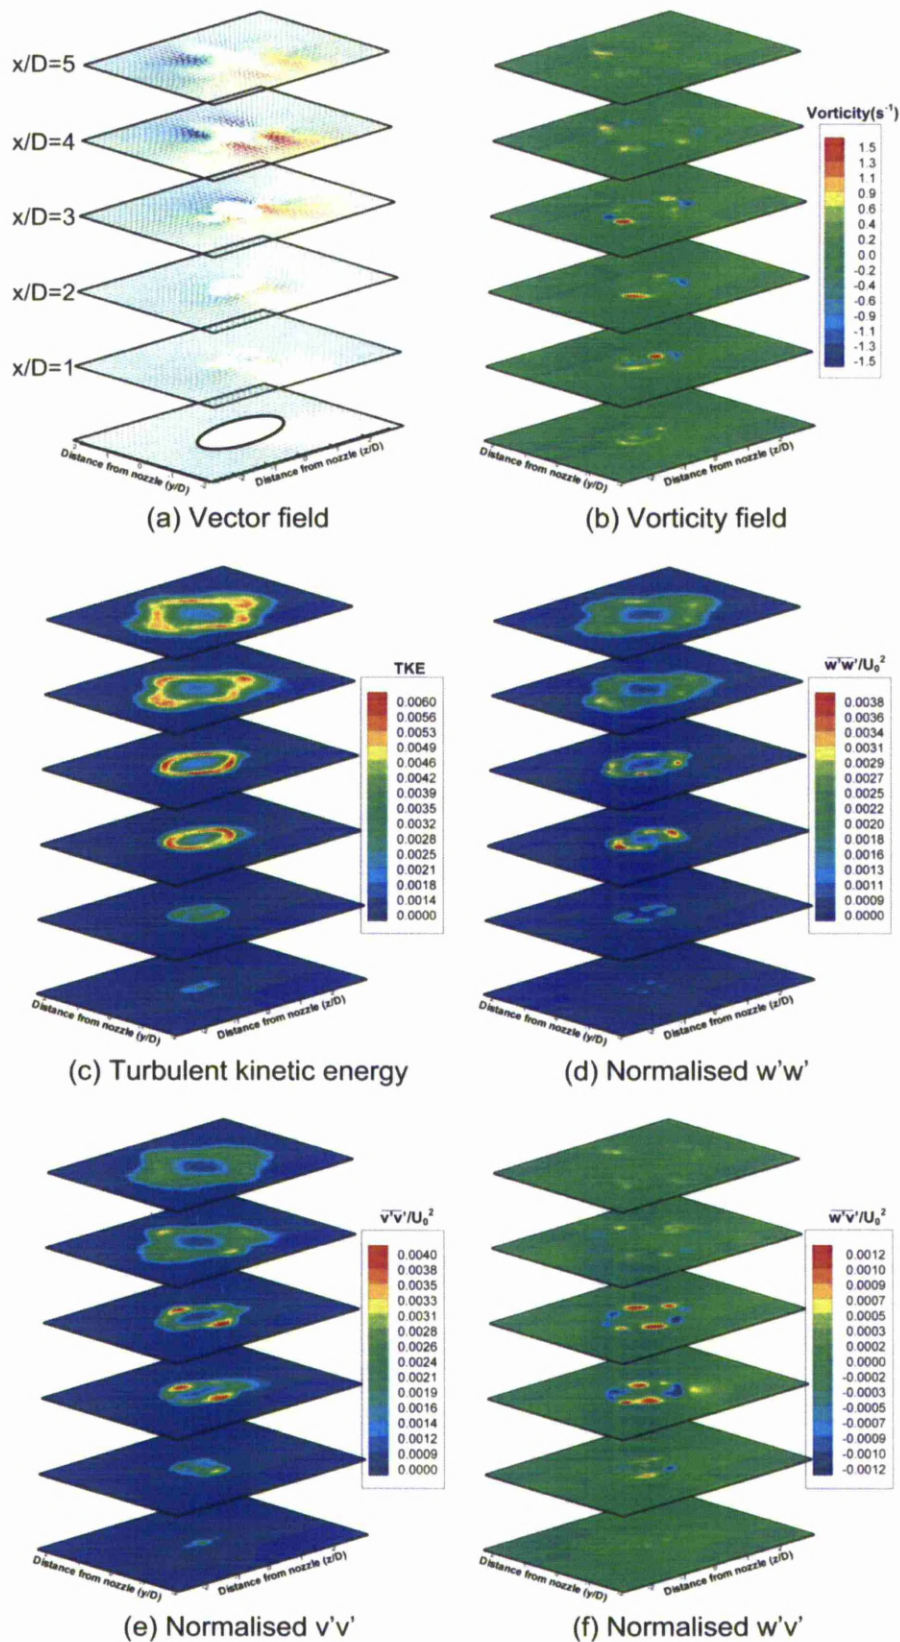 x/D=5
x/D=4
x/D=3
x/D=2
x/D=1
Distance from nozzle (y/D)
Distance from nozzle (z/D)
(a) Vector field
Vorticity(s⁻¹)
1.5
1.3
1.1
0.9
0.6
0.4
0.2
0.0
-0.2
-0.4
-0.6
-0.9
-1.1
-1.3
-1.5
Distance from nozzle (y/D)
Distance from nozzle (z/D)
(b) Vorticity field
TKE
0.0060
0.0056
0.0053
0.0049
0.0046
0.0042
0.0039
0.0035
0.0032
0.0028
0.0025
0.0021
0.0018
0.0014
0.0000
Distance from nozzle (y/D)
Distance from nozzle (z/D)
(c) Turbulent kinetic energy
w'w'/U₀²
0.0038
0.0036
0.0034
0.0031
0.0029
0.0027
0.0025
0.0022
0.0020
0.0018
0.0016
0.0013
0.0011
0.0009
0.0000
Distance from nozzle (y/D)
Distance from nozzle (z/D)
(d) Normalised w'w'
v'v'/U₀²
0.0040
0.0038
0.0035
0.0033
0.0031
0.0028
0.0026
0.0024
0.0021
0.0019
0.0016
0.0014
0.0012
0.0009
0.0000
Distance from nozzle (y/D)
Distance from nozzle (z/D)
(e) Normalised v'v'
w'v'/U₀²
0.0012
0.0010
0.0009
0.0007
0.0005
0.0003
0.0002
0.0000
-0.0002
-0.0003
-0.0005
-0.0007
-0.0009
-0.0010
-0.0012
Distance from nozzle (y/D)
Distance from nozzle (z/D)
(f) Normalised w'v'